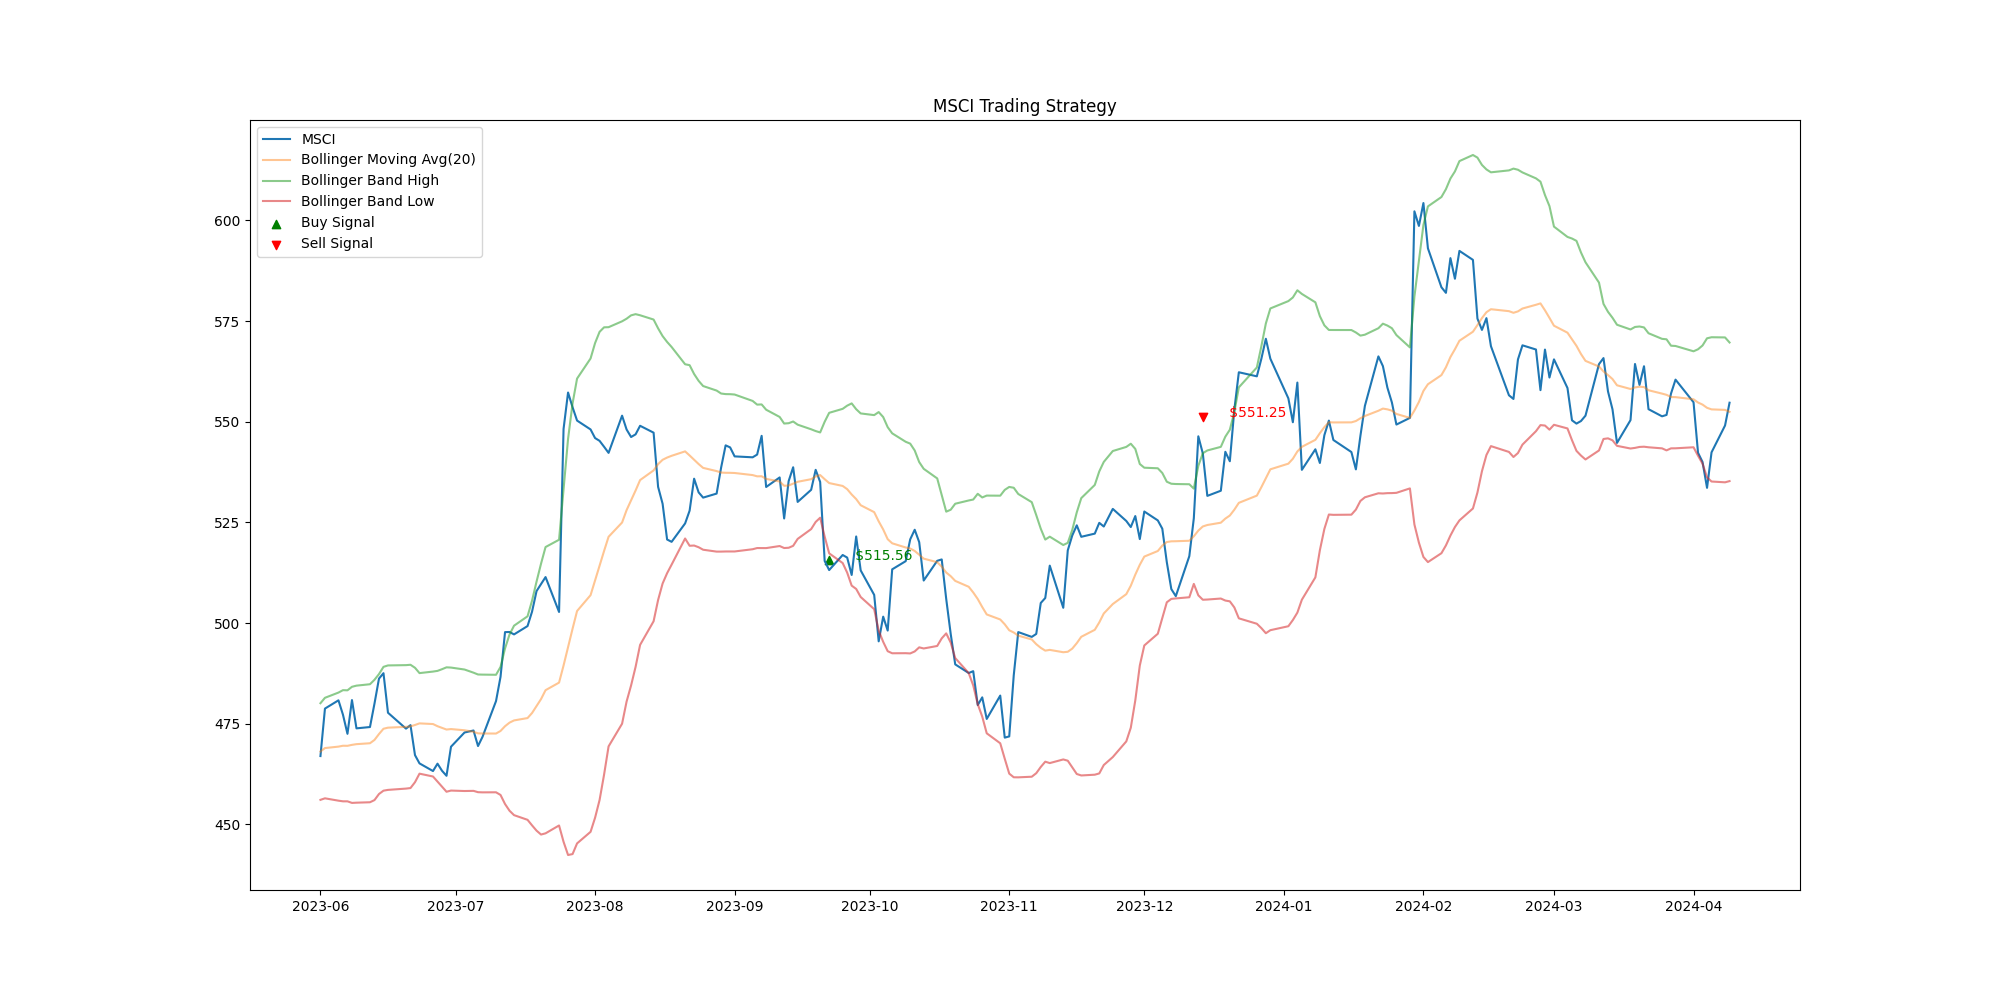 MSCI Trading Strategy
MSCI
Bollinger Moving Avg(20)
Bollinger Band High
Bollinger Band Low
Buy Signal
Sell Signal
600
575
550
525
500
475
450
$551.25
$515.56
2023-06 2023-07 2023-08 2023-09 2023-10 2023-11 2023-12 2024-01 2024-02 2024-03 2024-04